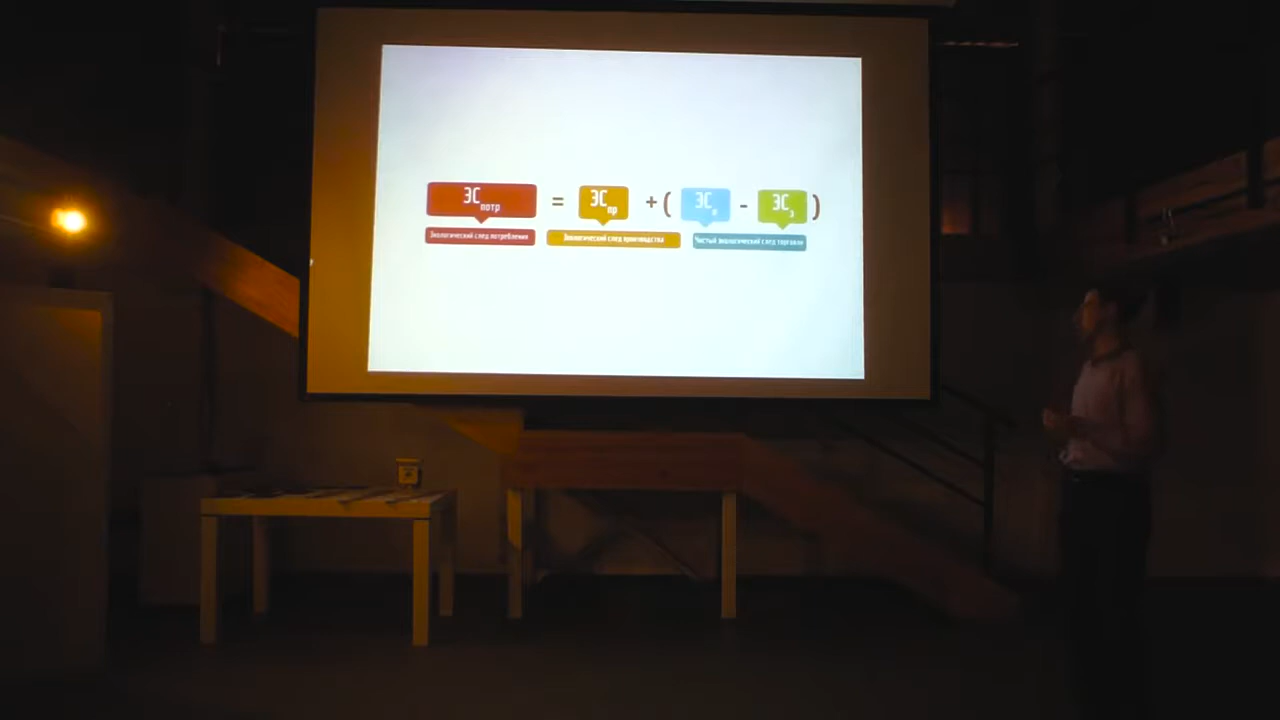 ЭС потр = ЭС пр + ( ЭС и - ЭС э )
Экологический след потребления
Экологический след производства
Чистый экологический след торговли